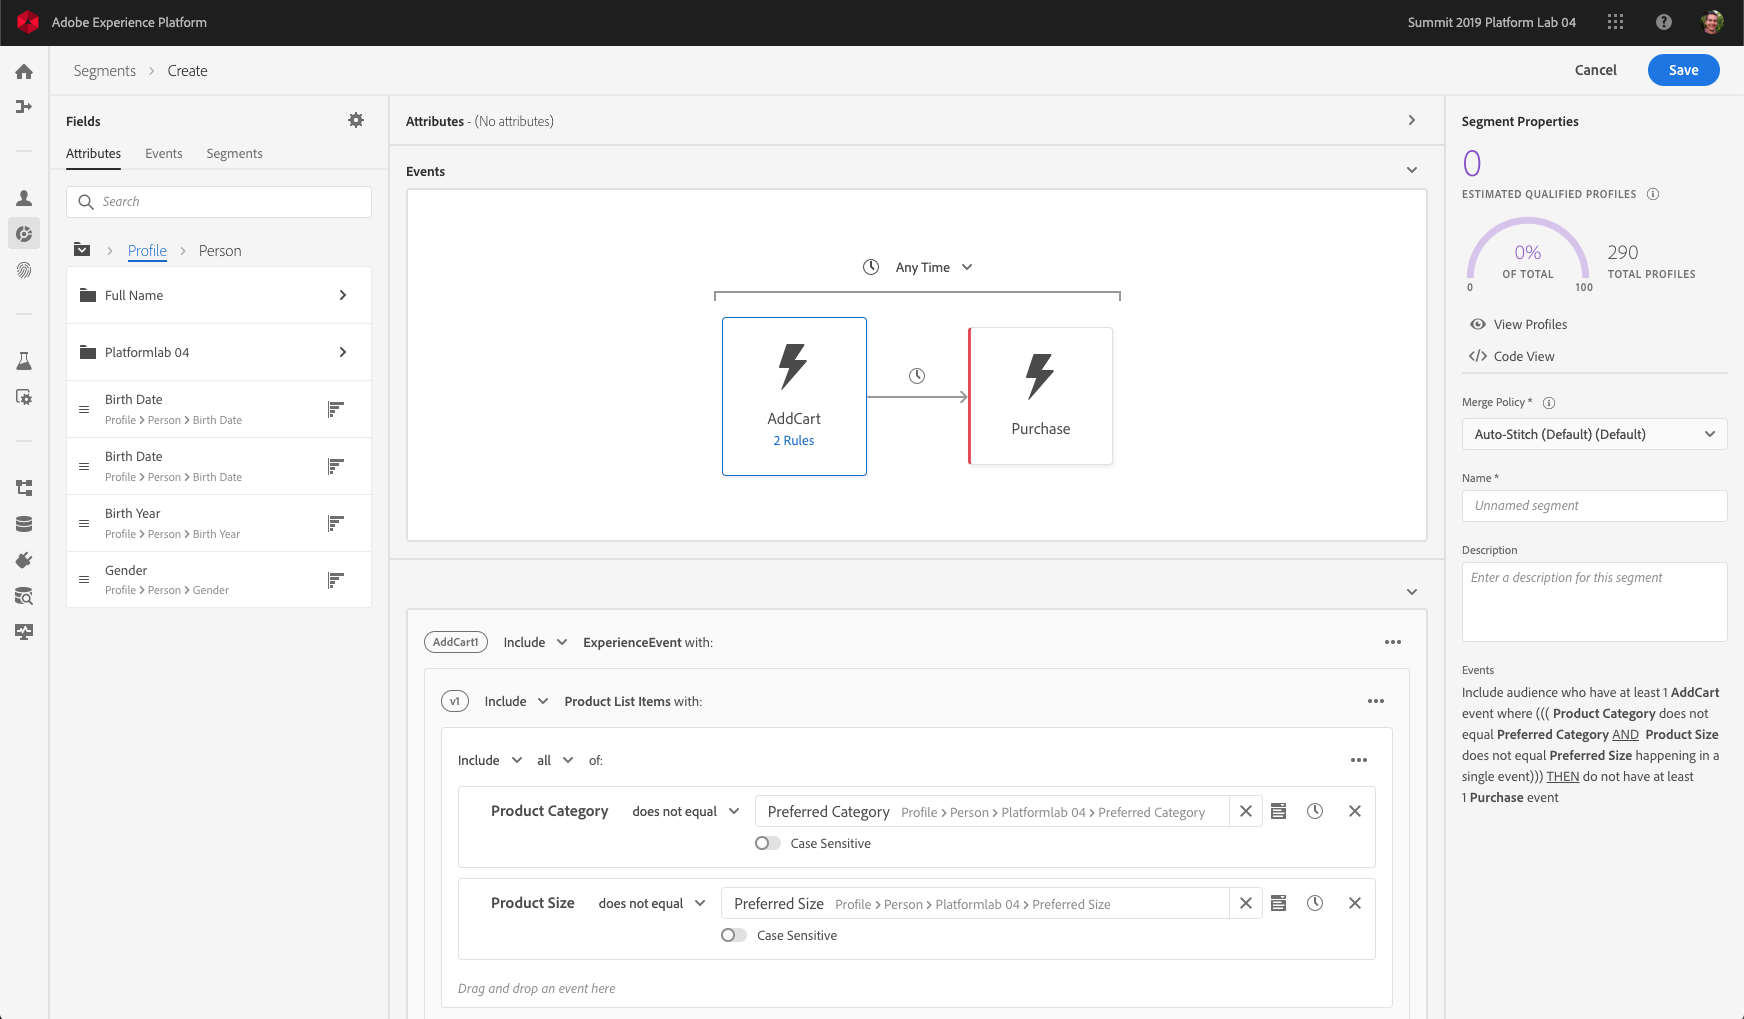 Adobe Experience Platform
Summit 2019 Platform Lab 04
Segments
Create
Cancel
Save
Fields
Attributes
Events
Segments
Search
Profile
Person
Full Name
Platformlab 04
Birth Date
Profile > Person > Birth Date
Birth Date
Profile > Person > Birth Date
Birth Year
Profile > Person > Birth Year
Gender
Profile > Person > Gender
Attributes - (No attributes)
Events
Any Time
AddCart
2 Rules
Purchase
AddCart1 Include ExperienceEvent with:
v1 Include Product List Items with:
Include all of:
Product Category does not equal Preferred Category Profile > Person > Platformlab 04 > Preferred Category
Case Sensitive
Product Size does not equal Preferred Size Profile > Person > Platformlab 04 > Preferred Size
Case Sensitive
Drag and drop an event here
Segment Properties
0
ESTIMATED QUALIFIED PROFILES
0%
OF TOTAL
0
100
290
TOTAL PROFILES
View Profiles
</> Code View
Merge Policy *
Auto-Stitch (Default) (Default)
Name *
Unnamed segment
Description
Enter a description for this segment
Events
Include audience who have at least 1 AddCart
event where ((( Product Category does not
equal Preferred Category AND Product Size
does not equal Preferred Size happening in a
single event))) THEN do not have at least
1 Purchase event